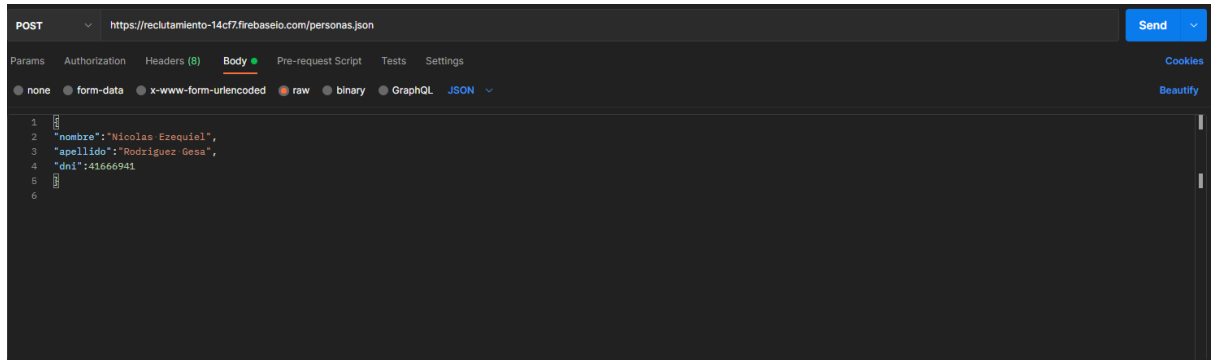 POST https://reclutamiento-14cf7.firebaseio.com/personas.json Send
Params Authorization Headers (8) Body Pre-request Script Tests Settings Cookies
none form-data x-www-form-urlencoded raw binary GraphQL JSON Beautify
1 {
2 "nombre":"Nicolas Ezequiel",
3 "apellido":"Rodriguez Gesa",
4 "dni":41666941
5 }
6